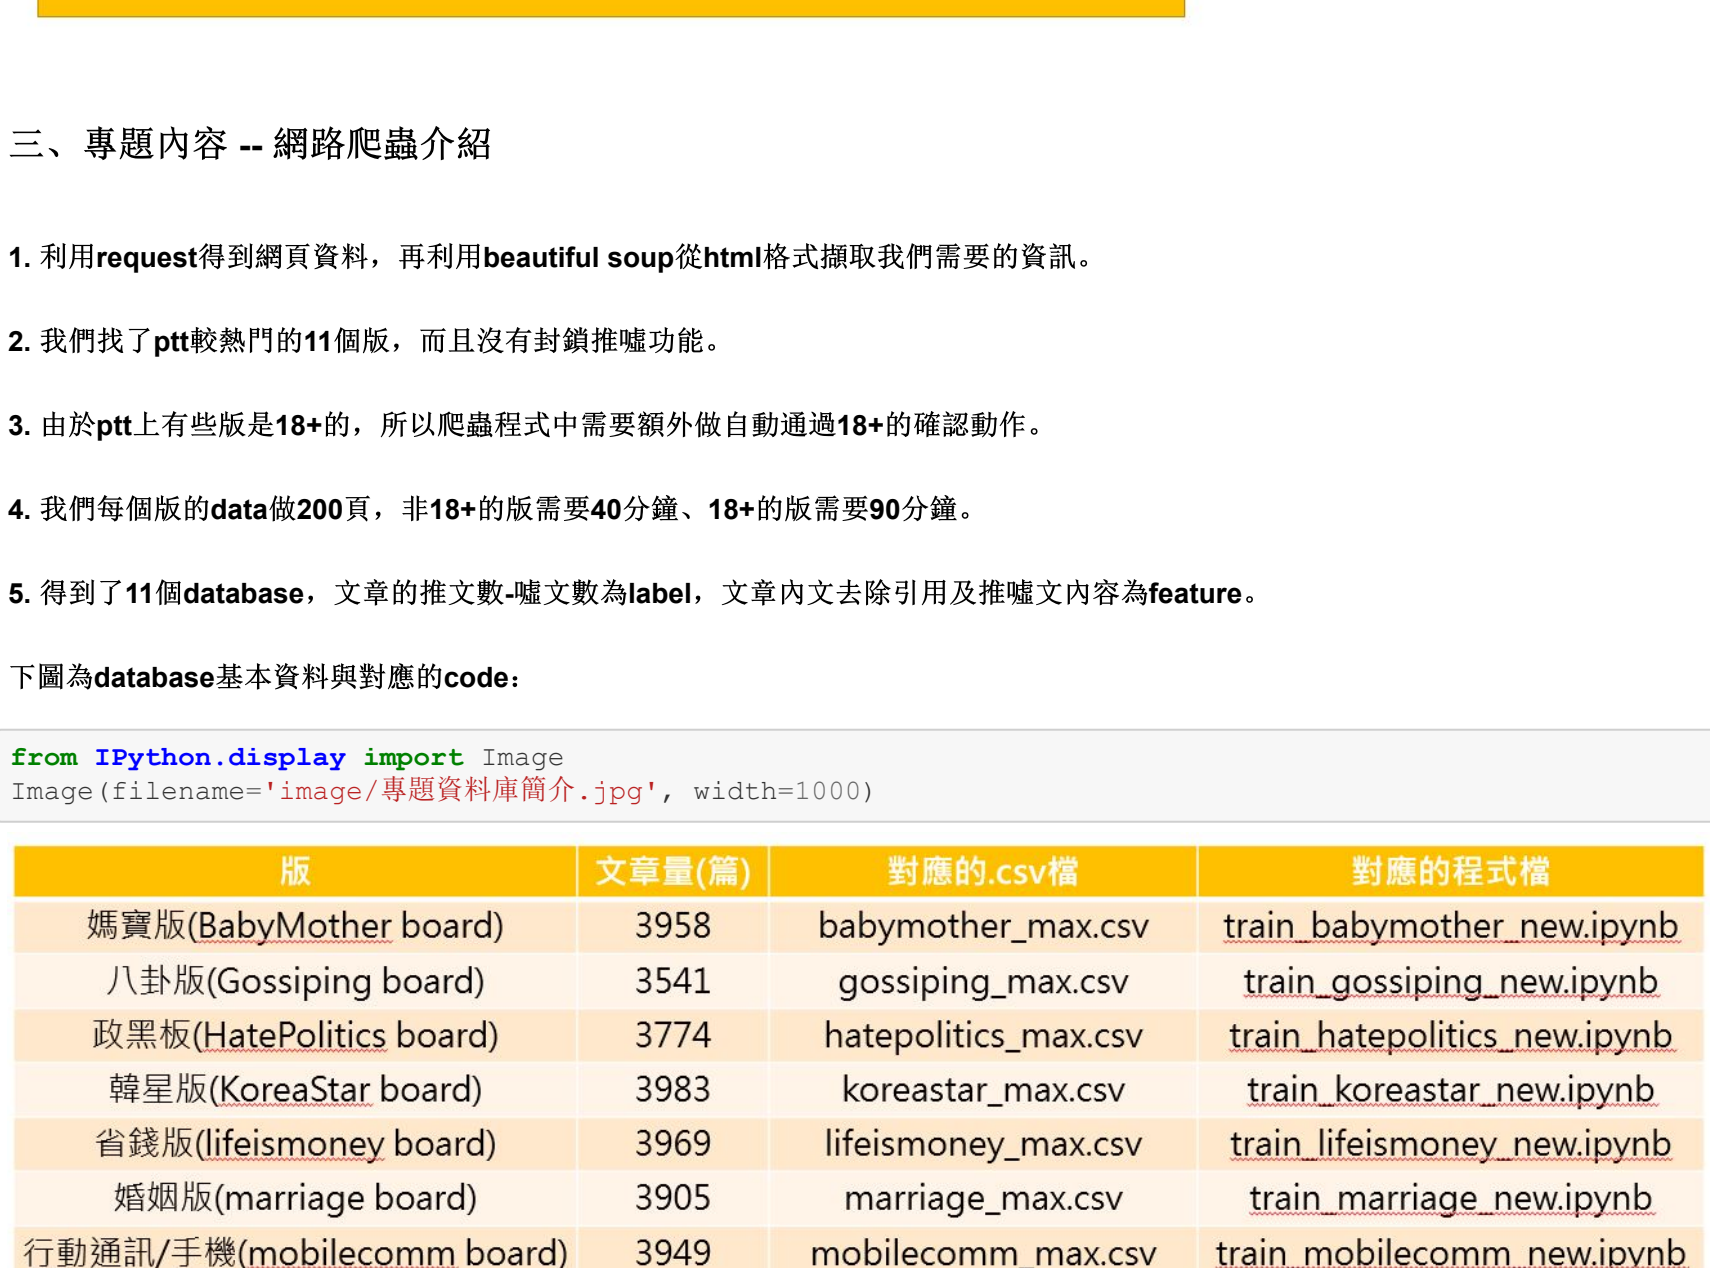 三、專題內容 -- 網路爬蟲介紹
1. 利用request得到網頁資料，再利用beautiful soup從html格式擷取我們需要的資訊。
2. 我們找了ptt較熱門的11個版，而且沒有封鎖推噓功能。
3. 由於ptt上有些版是18+的，所以爬蟲程式中需要額外做自動通過18+的確認動作。
4. 我們每個版的data做200頁，非18+的版需要40分鐘、18+的版需要90分鐘。
5. 得到了11個database，文章的推文數-噓文數為label，文章內文去除引用及推噓文內容為feature。
下圖為database基本資料與對應的code：
from IPython.display import Image
Image(filename='image/專題資料庫簡介.jpg', width=1000)
版 文章量(篇) 對應的.csv檔 對應的程式檔
媽寶版(BabyMother board) 3958 babymother_max.csv train_babymother_new.ipynb
八卦版(Gossiping board) 3541 gossiping_max.csv train_gossiping_new.ipynb
政黑板(HatePolitics board) 3774 hatepolitics_max.csv train_hatepolitics_new.ipynb
韓星版(KoreaStar board) 3983 koreastar_max.csv train_koreastar_new.ipynb
省錢版(lifeismoney board) 3969 lifeismoney_max.csv train_lifeismoney_new.ipynb
婚姻版(marriage board) 3905 marriage_max.csv train_marriage_new.ipynb
行動通訊/手機(mobilecomm board) 3949 mobilecomm_max.csv train_mobilecomm_new.ipynb